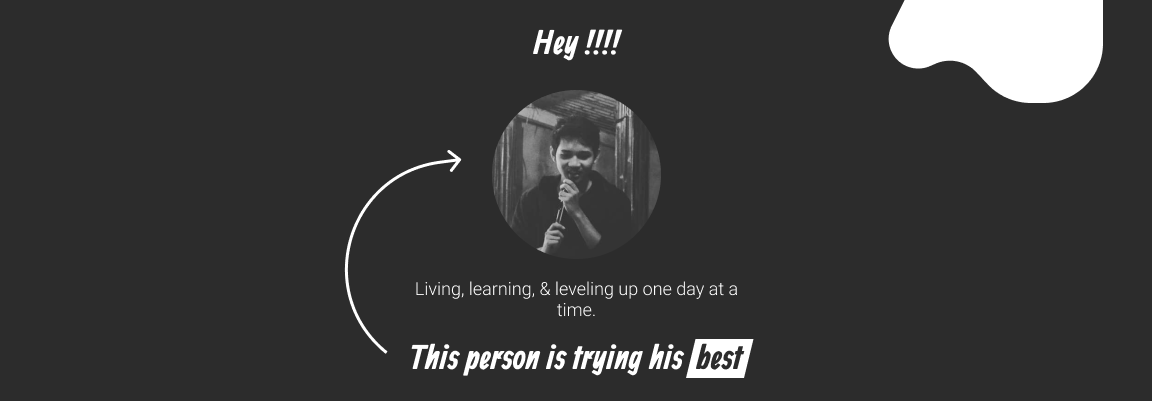 Hey !!!!
Living, learning, & leveling up one day at a
time.
This person is trying his best